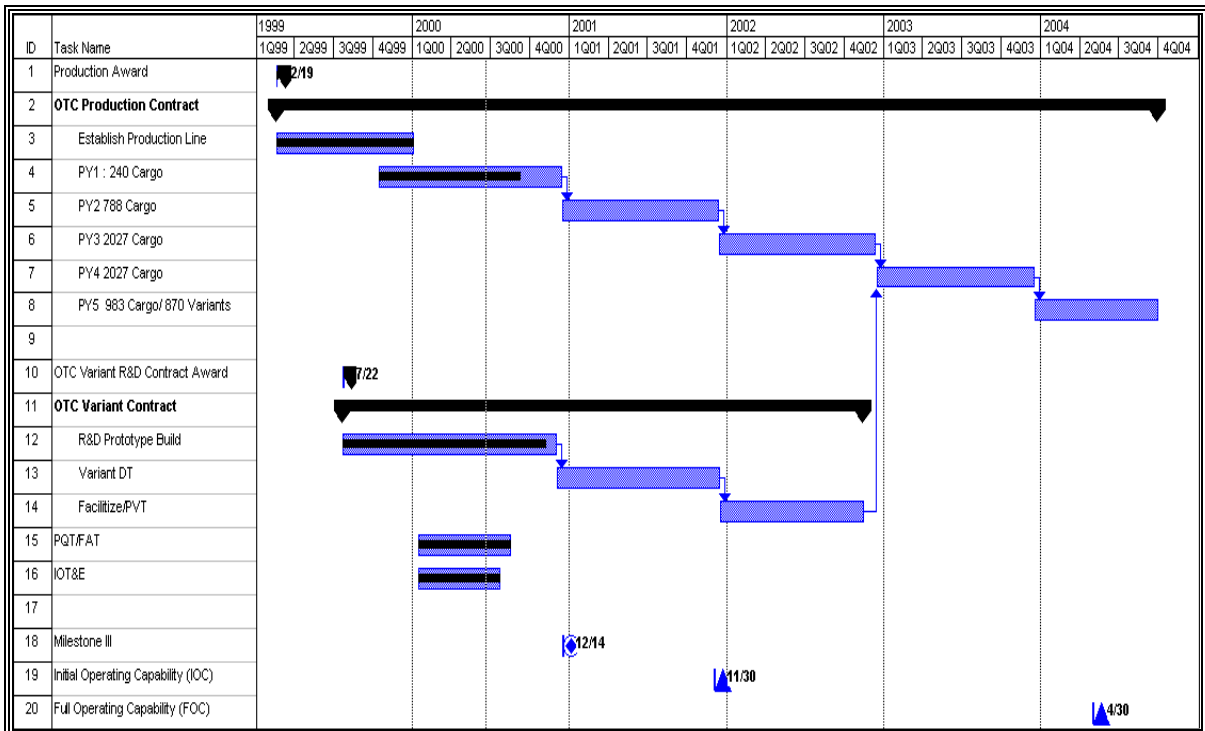 1999 2000 2001 2002 2003 2004
ID Task Name 1Q99 2Q99 3Q99 4Q99 1Q00 2Q00 3Q00 4Q00 1Q01 2Q01 3Q01 4Q01 1Q02 2Q02 3Q02 4Q02 1Q03 2Q03 3Q03 4Q03 1Q04 2Q04 3Q04 4Q04
1 Production Award 2/19
2 OTC Production Contract
3 Establish Production Line
4 PY1 : 240 Cargo
5 PY2 788 Cargo
6 PY3 2027 Cargo
7 PY4 2027 Cargo
8 PY5 983 Cargo/ 870 Variants
9
10 OTC Variant R&D Contract Award 7/22
11 OTC Variant Contract
12 R&D Prototype Build
13 Variant DT
14 Facilitize/PVT
15 PQT/FAT
16 IOT&E
17
18 Milestone III 12/14
19 Initial Operating Capability (IOC) 11/30
20 Full Operating Capability (FOC) 4/30